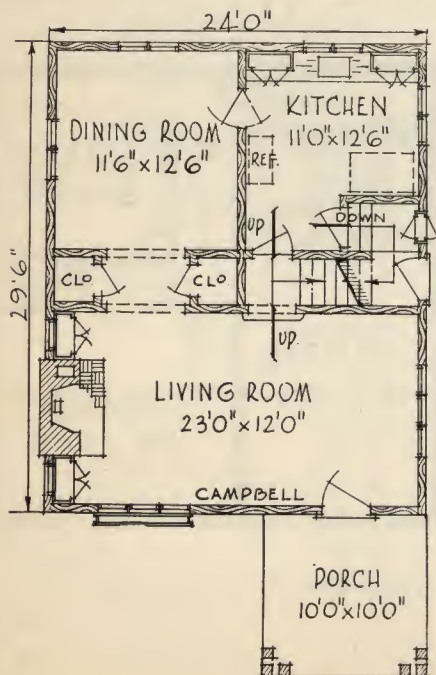 24'0"
29'6"
DINING ROOM
11'6"x12'6"
KITCHEN
11'0"x12'6"
REF.
DOWN
UP
CLO
CLO
UP.
LIVING ROOM
23'0"x12'0"
CAMPBELL
PORCH
10'0"x10'0"